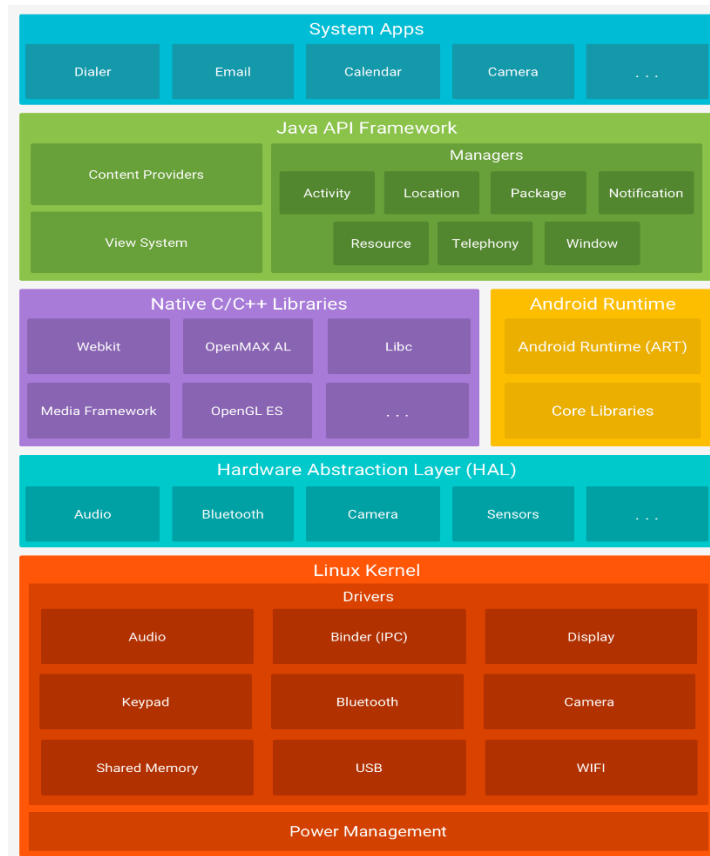 System Apps
Dialer
Email
Calendar
Camera
. . .
Java API Framework
Content Providers
View System
Managers
Activity
Location
Package
Notification
Resource
Telephony
Window
Native C/C++ Libraries
Webkit
OpenMAX AL
Libc
Media Framework
OpenGL ES
. . .
Android Runtime
Android Runtime (ART)
Core Libraries
Hardware Abstraction Layer (HAL)
Audio
Bluetooth
Camera
Sensors
. . .
Linux Kernel
Drivers
Audio
Binder (IPC)
Display
Keypad
Bluetooth
Camera
Shared Memory
USB
WIFI
Power Management